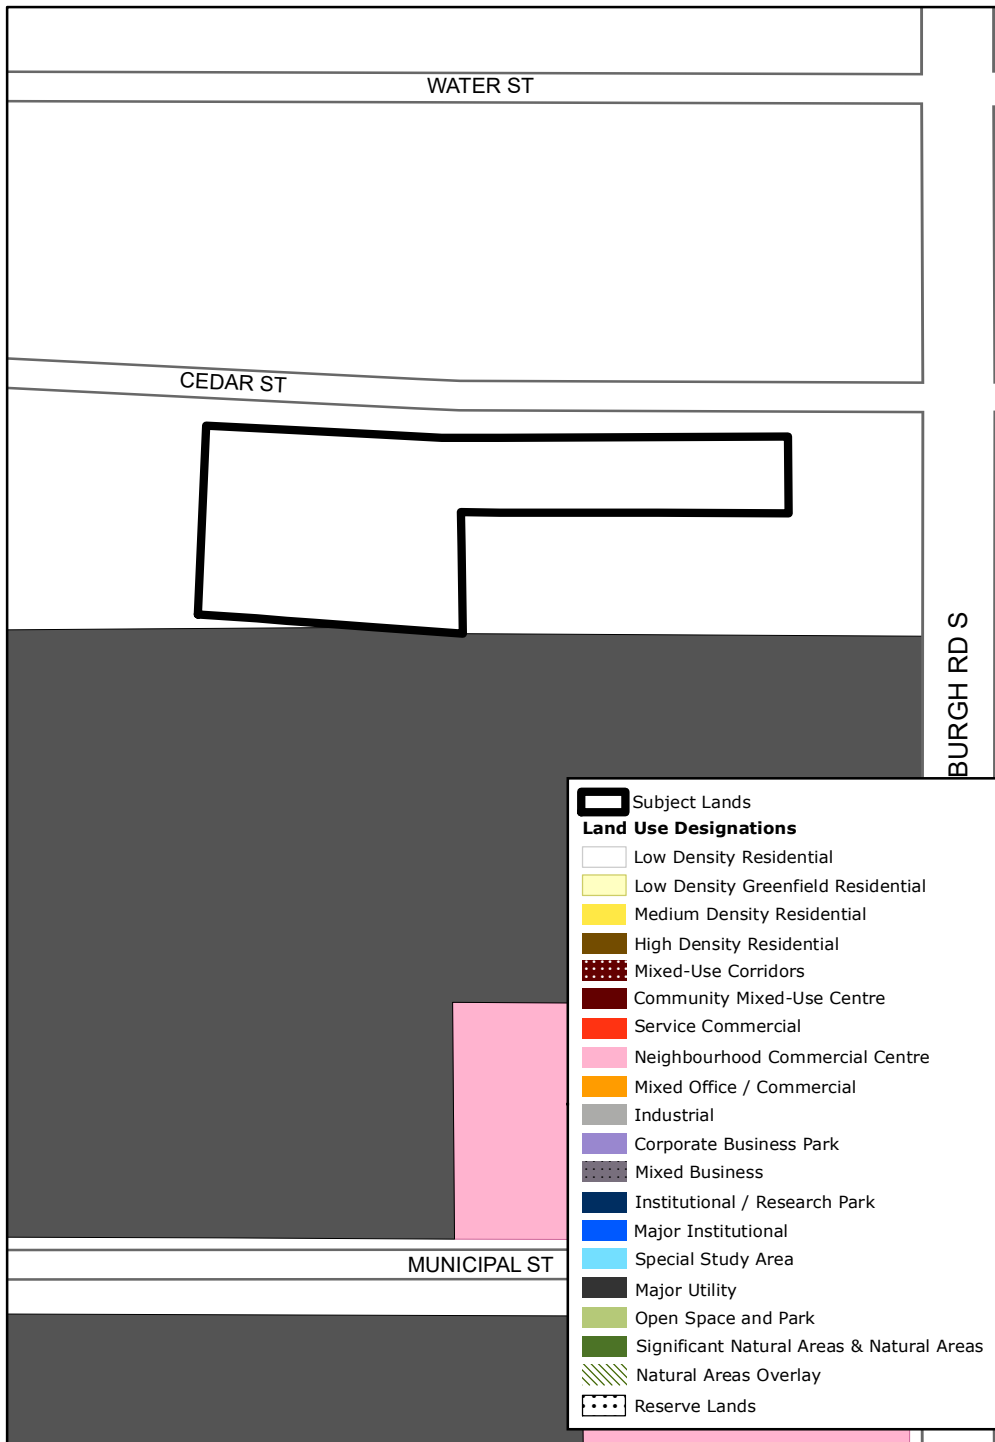 WATER ST
CEDAR ST
BURGH RD S
Subject Lands
Land Use Designations
Low Density Residential
Low Density Greenfield Residential
Medium Density Residential
High Density Residential
Mixed-Use Corridors
Community Mixed-Use Centre
Service Commercial
Neighbourhood Commercial Centre
Mixed Office / Commercial
Industrial
Corporate Business Park
Mixed Business
Institutional / Research Park
Major Institutional
Special Study Area
Major Utility
Open Space and Park
Significant Natural Areas & Natural Areas
Natural Areas Overlay
Reserve Lands
MUNICIPAL ST